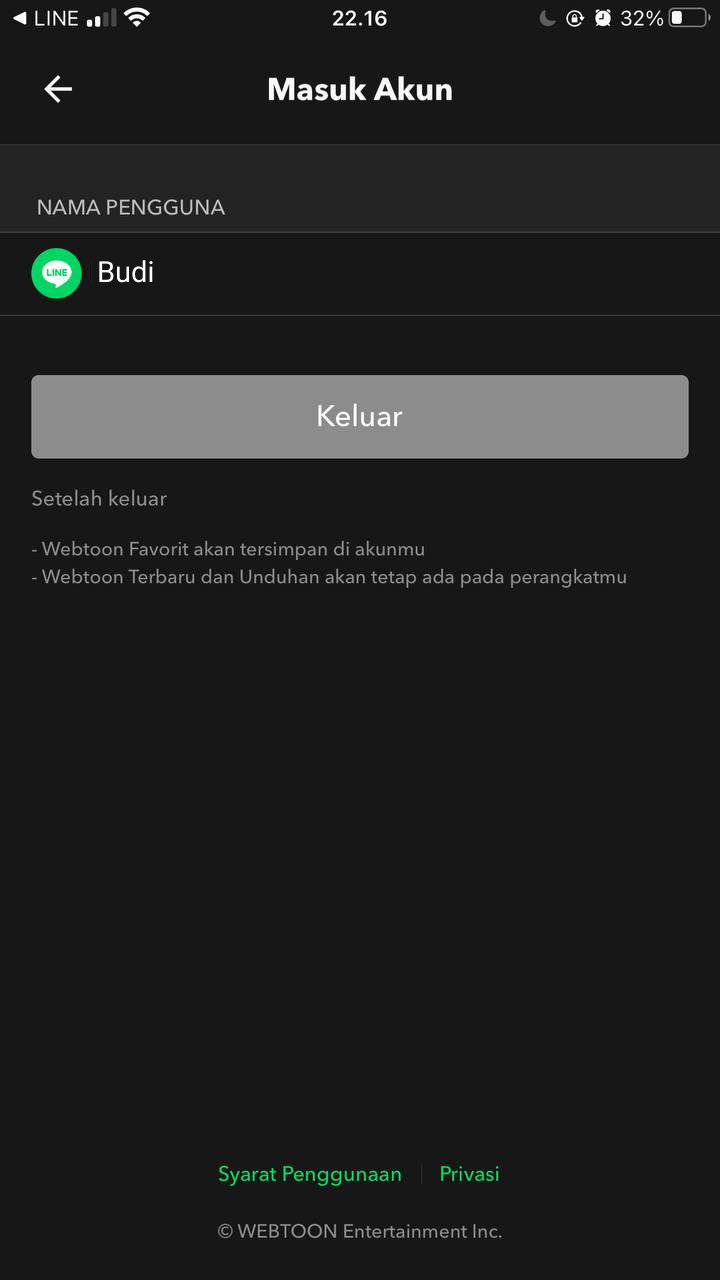 LINE 22.16 32%
Masuk Akun
NAMA PENGGUNA
LINE Budi
Keluar
Setelah keluar
- Webtoon Favorit akan tersimpan di akunmu
- Webtoon Terbaru dan Unduhan akan tetap ada pada perangkatmu
Syarat Penggunaan | Privasi
© WEBTOON Entertainment Inc.